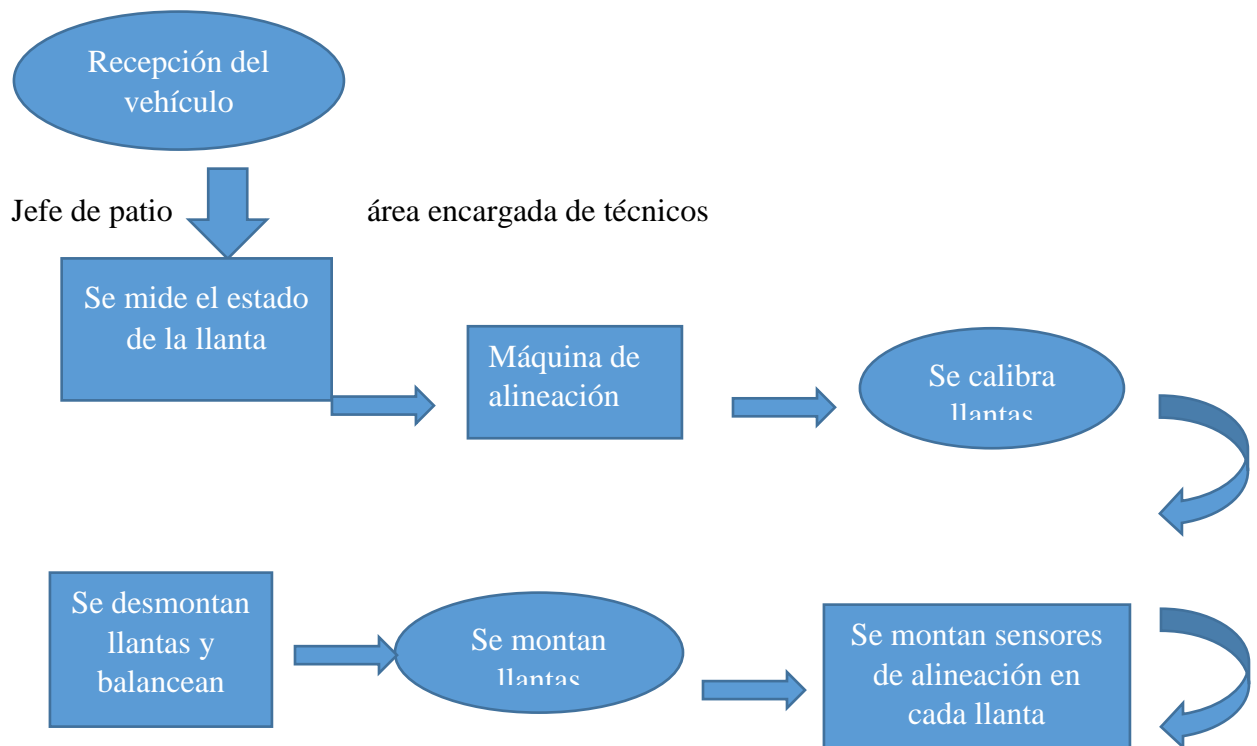 Recepción del
vehículo
Jefe de patio
área encargada de técnicos
Se mide el estado
de la llanta
Máquina de
alineación
Se calibra
llantas
Se desmontan
llantas y
balancean
Se montan
llantas
Se montan sensores
de alineación en
cada llanta